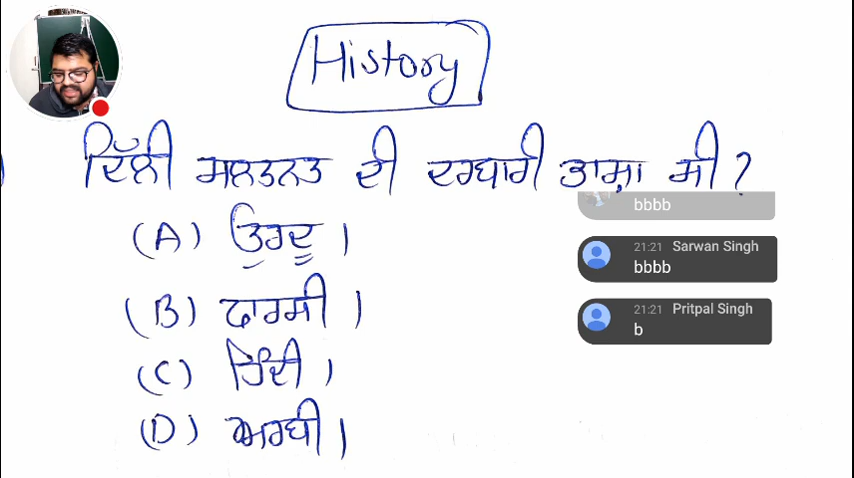 History
ਦਿੱਲੀ ਸਲਤਨਤ ਦੀ ਦਰਬਾਰੀ ਭਾਸ਼ਾ ਸੀ ?
(A) ਉਰਦੂ ।
(B) ਫਾਰਸੀ ।
(C) ਹਿੰਦੀ ।
(D) ਅਰਬੀ ।
bbbb
21:21 Sarwan Singh
bbbb
21:21 Pritpal Singh
b